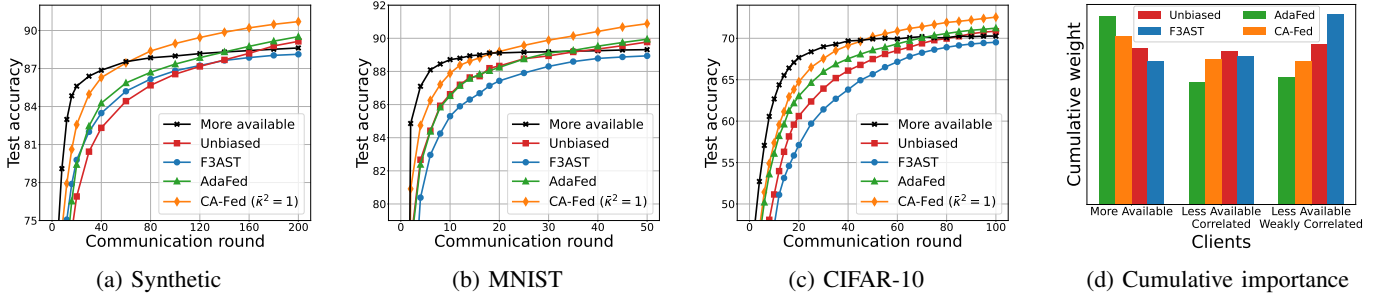 Test accuracy
90
87
84
81
78
75
0
40
80
120
160
200
Communication round
More available
Unbiased
F3AST
AdaFed
CA-Fed (κ̄² = 1)
(a) Synthetic
Test accuracy
92
90
88
86
84
82
80
0
10
20
30
40
50
Communication round
More available
Unbiased
F3AST
AdaFed
CA-Fed (κ̄² = 1)
(b) MNIST
Test accuracy
70
65
60
55
50
20
40
60
80
100
Communication round
More available
Unbiased
F3AST
AdaFed
CA-Fed (κ̄² = 1)
(c) CIFAR-10
Cumulative weight
Unbiased
F3AST
AdaFed
CA-Fed
More Available
Less Available
Correlated
Less Available
Weakly Correlated
Clients
(d) Cumulative importance